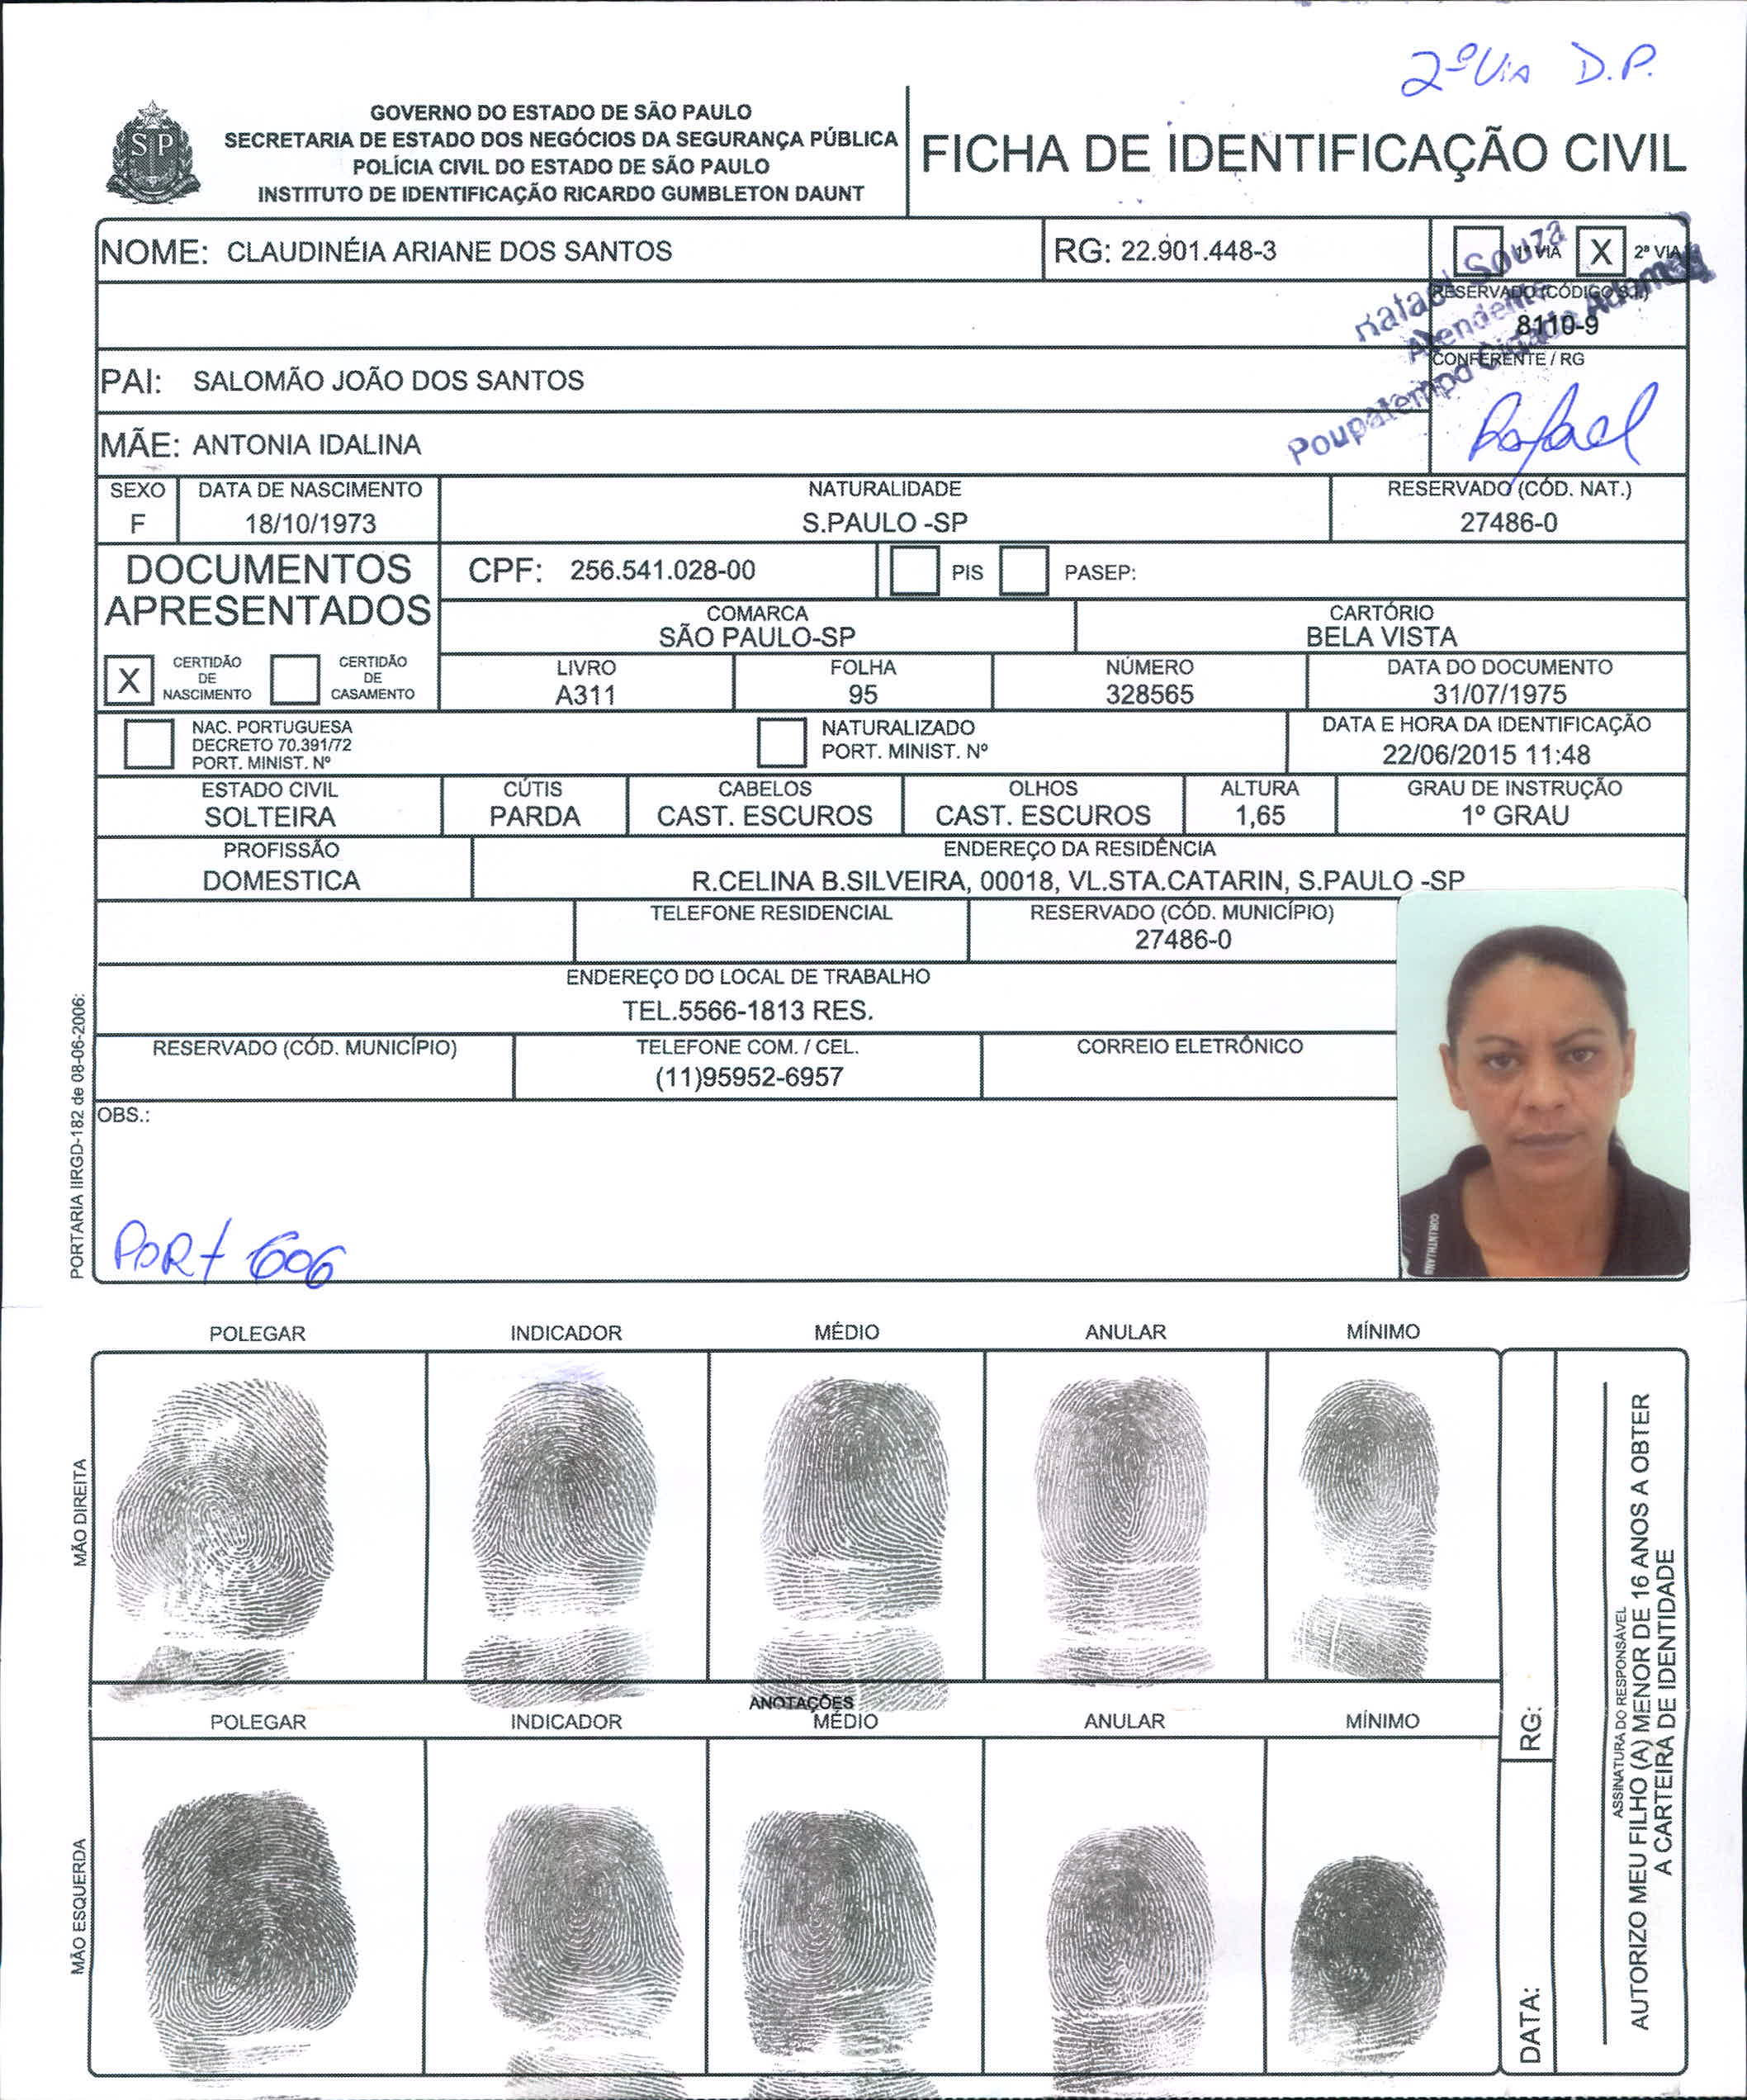 2ª Via D.P.
SP
GOVERNO DO ESTADO DE SÃO PAULO
SECRETARIA DE ESTADO DOS NEGÓCIOS DA SEGURANÇA PÚBLICA
POLÍCIA CIVIL DO ESTADO DE SÃO PAULO
INSTITUTO DE IDENTIFICAÇÃO RICARDO GUMBLETON DAUNT
FICHA DE IDENTIFICAÇÃO CIVIL
NOME: CLAUDINÉIA ARIANE DOS SANTOS
RG: 22.901.448-3
1ª VIA X 2ª VIA
RESERVADO (CÓDIGO S.I.)
8110-9
Rafael Souza
Atendente
Poupatempo Cidade Ademar
CONFERENTE / RG
Rafael
PAI: SALOMÃO JOÃO DOS SANTOS
MÃE: ANTONIA IDALINA
SEXO DATA DE NASCIMENTO NATURALIDADE RESERVADO (CÓD. NAT.)
F 18/10/1973 S.PAULO -SP 27486-0
DOCUMENTOS
APRESENTADOS
CPF: 256.541.028-00 PIS PASEP:
COMARCA CARTÓRIO
SÃO PAULO-SP BELA VISTA
X CERTIDÃO DE NASCIMENTO CERTIDÃO DE CASAMENTO
LIVRO FOLHA NÚMERO DATA DO DOCUMENTO
A311 95 328565 31/07/1975
NAC. PORTUGUESA
DECRETO 70.391/72
PORT. MINIST. Nº
NATURALIZADO
PORT. MINIST. Nº
DATA E HORA DA IDENTIFICAÇÃO
22/06/2015 11:48
ESTADO CIVIL CÚTIS CABELOS OLHOS ALTURA GRAU DE INSTRUÇÃO
SOLTEIRA PARDA CAST. ESCUROS CAST. ESCUROS 1,65 1º GRAU
PROFISSÃO ENDEREÇO DA RESIDÊNCIA
DOMESTICA R.CELINA B.SILVEIRA, 00018, VL.STA.CATARIN, S.PAULO -SP
TELEFONE RESIDENCIAL RESERVADO (CÓD. MUNICÍPIO)
27486-0
ENDEREÇO DO LOCAL DE TRABALHO
TEL.5566-1813 RES.
RESERVADO (CÓD. MUNICÍPIO) TELEFONE COM. / CEL. CORREIO ELETRÔNICO
(11)95952-6957
OBS.:
PORt 606
CORINTHIANS
PORTARIA IIRGD-182 de 08-06-2006:
POLEGAR INDICADOR MÉDIO ANULAR MÍNIMO
MÃO DIREITA
ANOTAÇÕES
POLEGAR INDICADOR MÉDIO ANULAR MÍNIMO
MÃO ESQUERDA
RG:
DATA:
ASSINATURA DO RESPONSÁVEL
AUTORIZO MEU FILHO (A) MENOR DE 16 ANOS A OBTER
A CARTEIRA DE IDENTIDADE